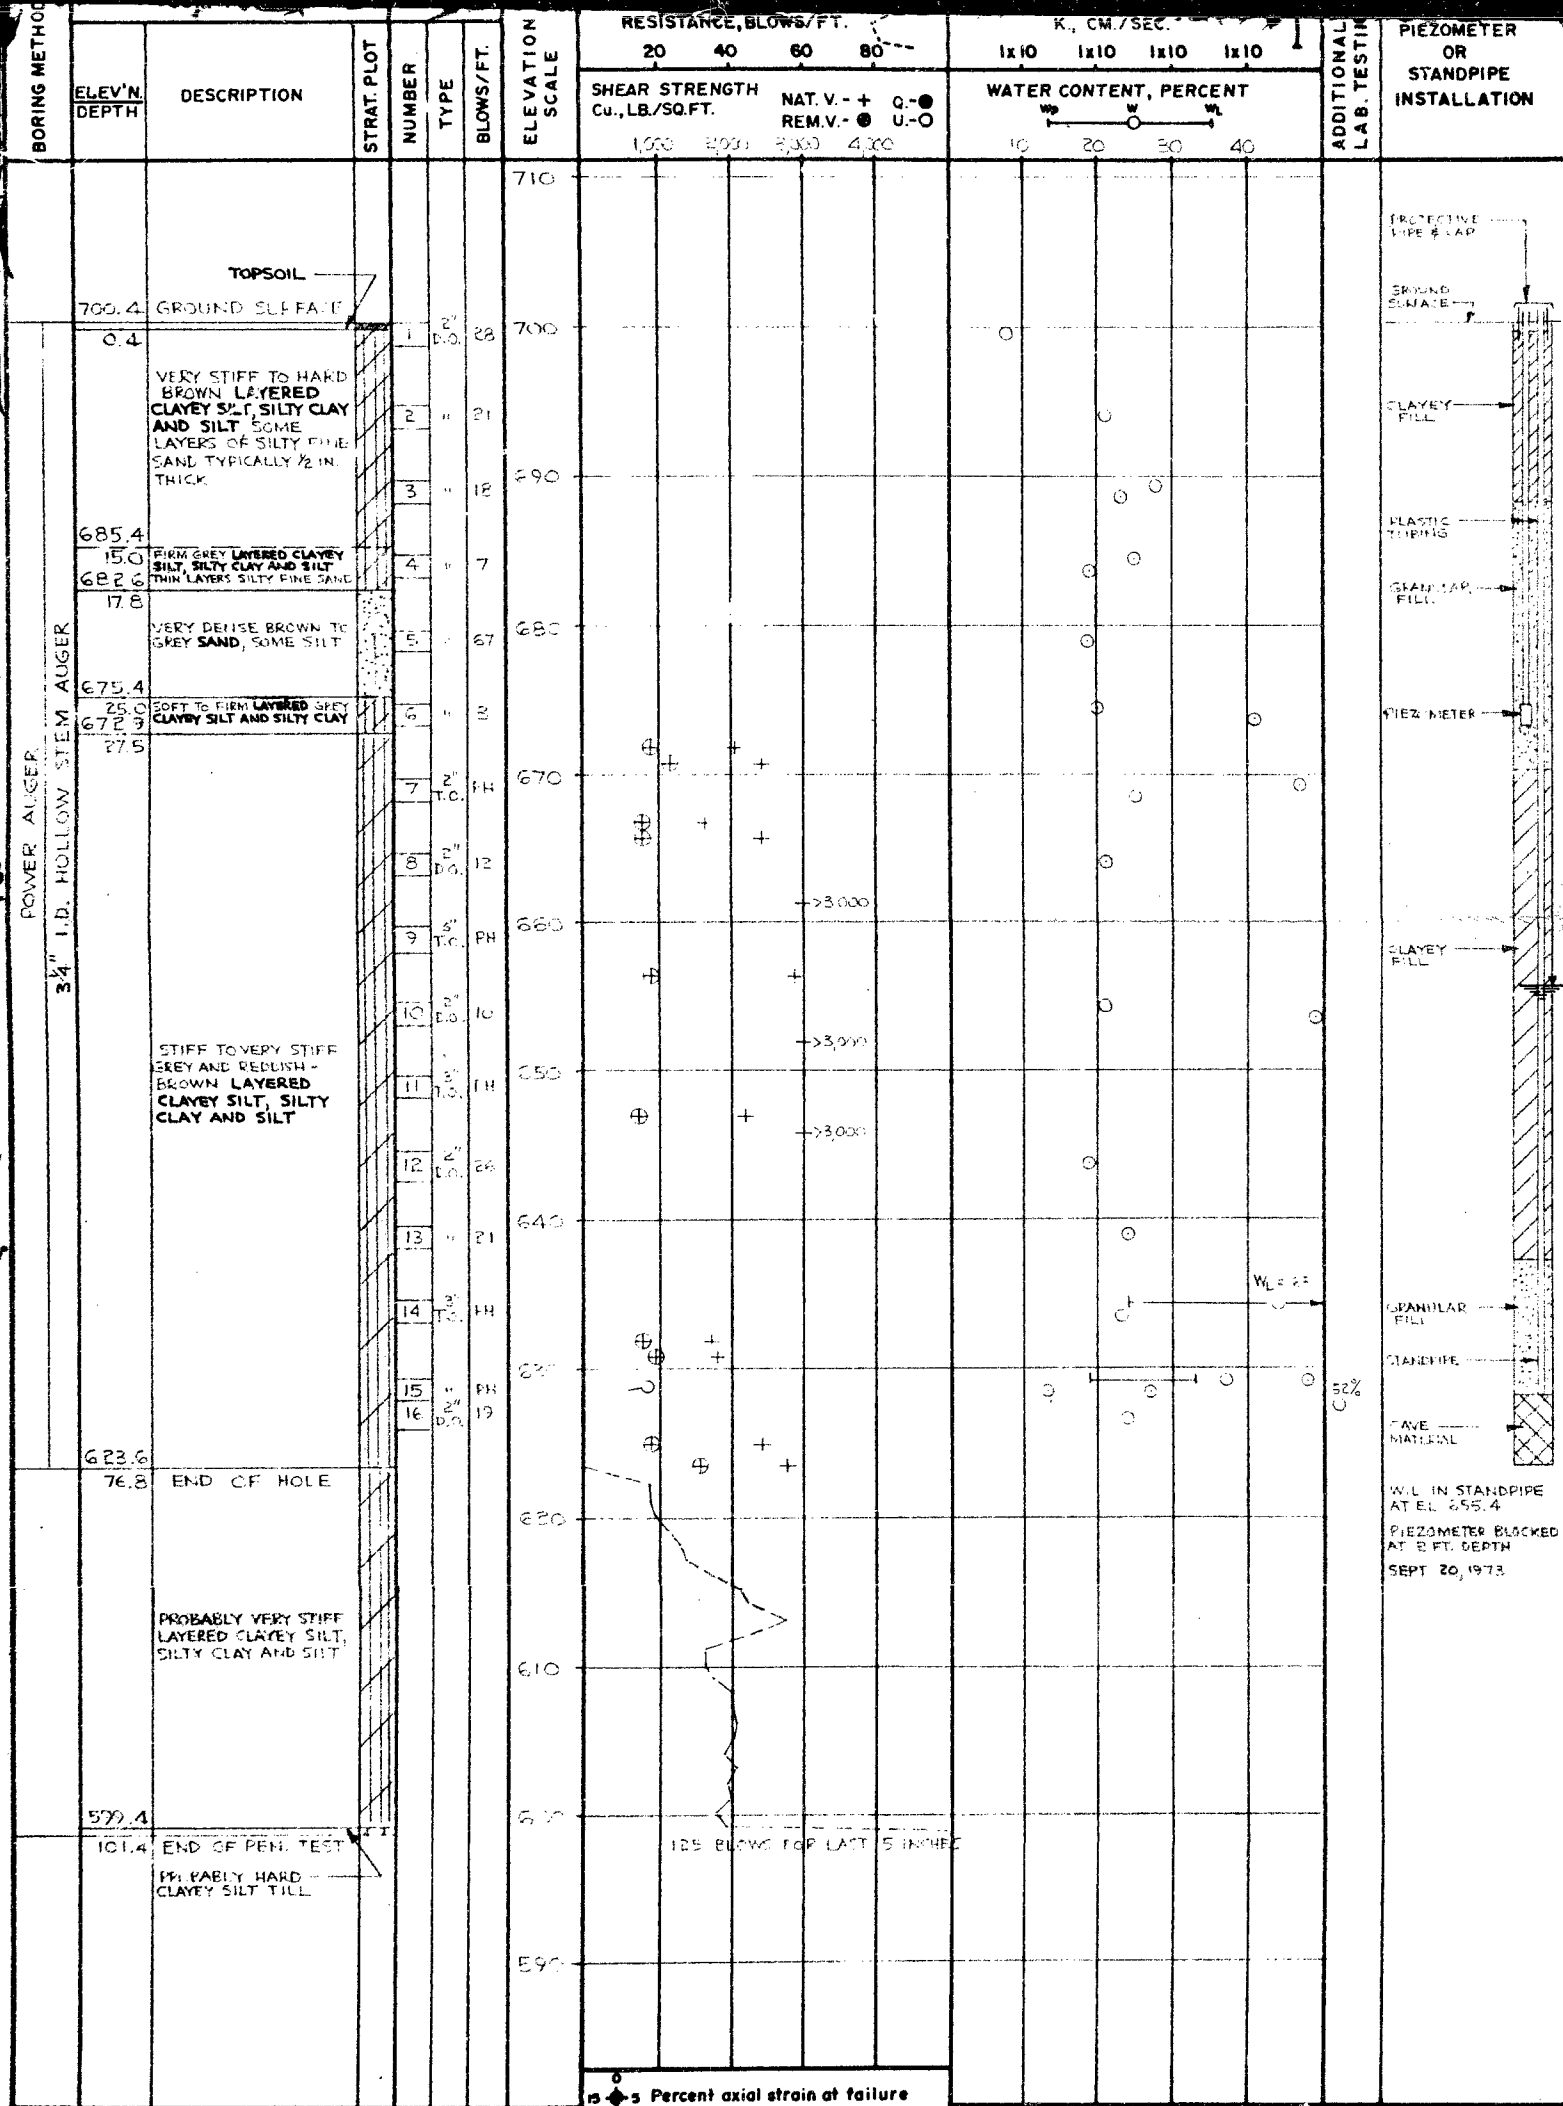 BORING METHOD
ELEV'N.
DEPTH
DESCRIPTION
STRAT. PLOT
NUMBER
TYPE
BLOWS/FT.
ELEVATION
SCALE
RESISTANCE, BLOWS/FT.
20 40 60 80
SHEAR STRENGTH
Cu., LB./SQ.FT.
NAT. V. - + Q.-●
REM.V. - ⊕ U.-O
1,000 2,000 3,000 4,000
K., CM./SEC.
1x10 1x10 1x10 1x10
WATER CONTENT, PERCENT
Wp W WL
10 20 30 40
ADDITIONAL
LAB. TESTIN
PIEZOMETER
OR
STANDPIPE
INSTALLATION
POWER AUGER
3¼" I.D. HOLLOW STEM AUGER
TOPSOIL
700.4 GROUND SURFACE
0.4
VERY STIFF TO HARD
BROWN LAYERED
CLAYEY SILT, SILTY CLAY
AND SILT SOME
LAYERS OF SILTY FINE
SAND TYPICALLY ½ IN.
THICK
685.4
15.0
FIRM GREY LAYERED CLAYEY
SILT, SILTY CLAY AND SILT
THIN LAYERS SILTY FINE SAND
682.6
17.8
VERY DENSE BROWN TO
GREY SAND, SOME SILT
675.4
25.0
SOFT TO FIRM LAYERED GREY
CLAYEY SILT AND SILTY CLAY
672.9
27.5
STIFF TO VERY STIFF
GREY AND REDDISH-
BROWN LAYERED
CLAYEY SILT, SILTY
CLAY AND SILT
623.6
76.8 END OF HOLE
PROBABLY VERY STIFF
LAYERED CLAYEY SILT,
SILTY CLAY AND SILT
599.4
101.4 END OF PEN. TEST
PROBABLY HARD
CLAYEY SILT TILL
1 2" D.O. 28
2 " 21
3 " 18
4 " 7
5 " 67
6 "
7 2" T.O. PH
8 2" D.O. 12
9 3" T.O. PH
10 2" D.O. 10
11 3" T.O. PH
12 2" D.O. 26
13 " 21
14 3" T.O. PH
15 " PH
16 2" D.O. 19
710
700
690
680
670
660
650
640
630
620
610
600
590
>3,000
>3,000
>3,000
125 BLOWS FOR LAST 5 INCHES
52%
PROTECTIVE
PIPE & CAP
GROUND
SURFACE
CLAYEY
FILL
PLASTIC
TUBING
GRANULAR
FILL
PIEZOMETER
CLAYEY
FILL
GRANULAR
FILL
STANDPIPE
CAVE
MATERIAL
W.L. IN STANDPIPE
AT EL. 655.4
PIEZOMETER BLOCKED
AT FT. DEPTH
SEPT 20, 1973
0
15 5 Percent axial strain at failure